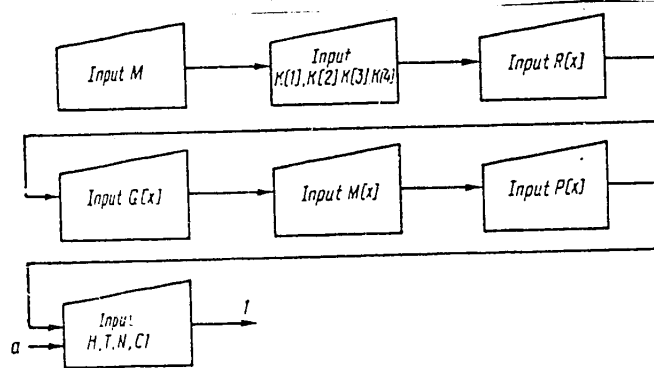 Input M
Input
K[1], K[2] K[3] K[4]
Input R[x]
Input G[x]
Input M[x]
Input P[x]
Input
H, T, N, C1
1
a